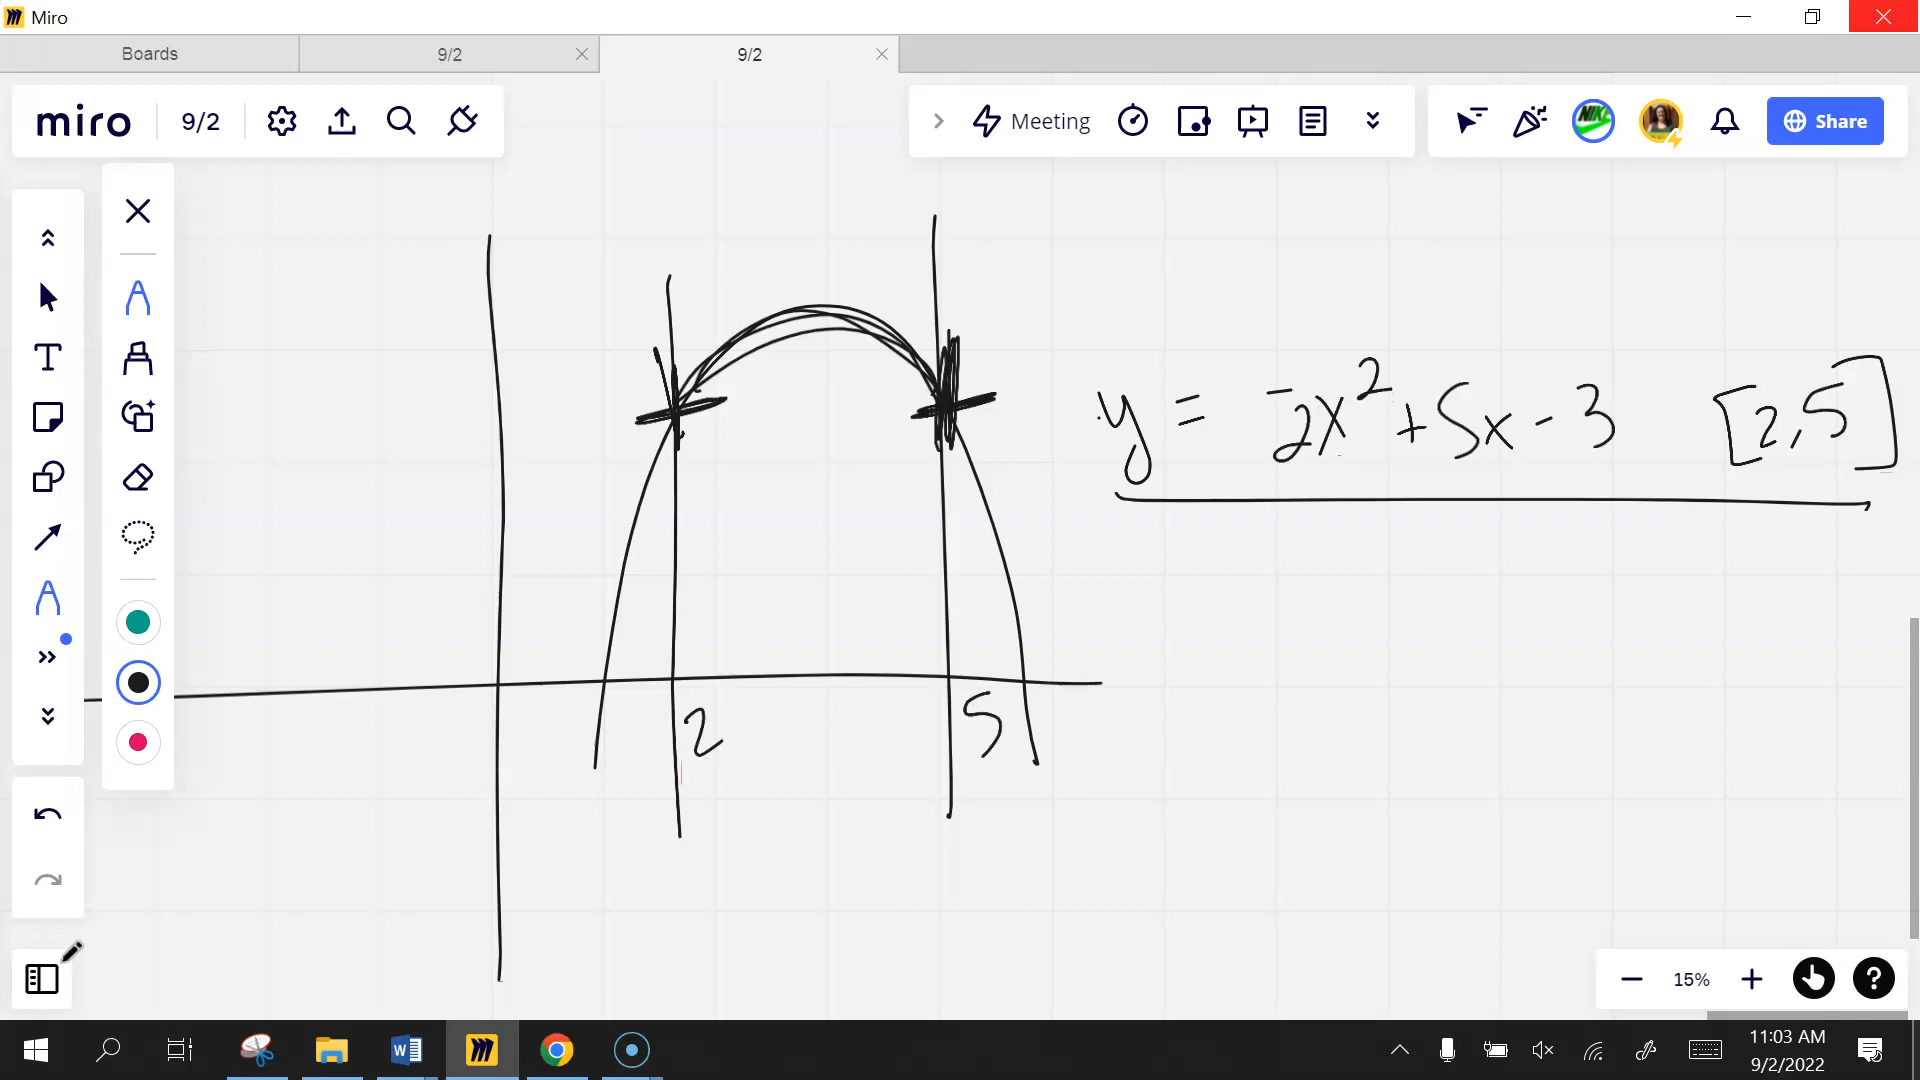 Miro
Boards
9/2
9/2
miro
9/2
Meeting
NIKE
Share
y = -2x² + 5x - 3 [2,5]
2
5
15%
11:03 AM
9/2/2022